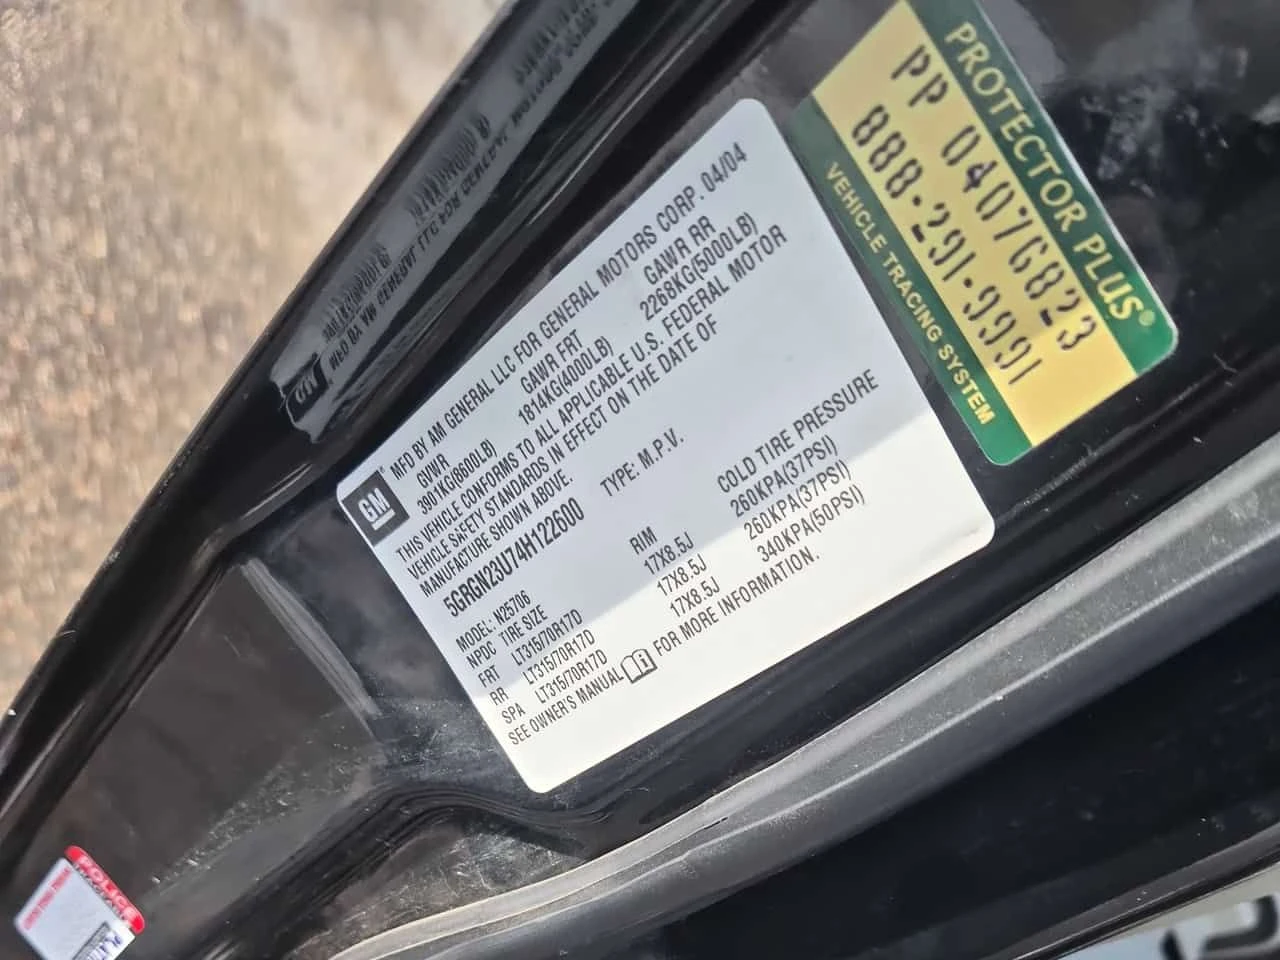 GM
MFD BY AM GENERAL LLC FOR GENERAL MOTORS CORP. 04/04
GVWR GAWR FRT GAWR RR
3901KG(8600LB) 1814KG(4000LB) 2268KG(5000LB)
THIS VEHICLE CONFORMS TO ALL APPLICABLE U.S. FEDERAL MOTOR
VEHICLE SAFETY STANDARDS IN EFFECT ON THE DATE OF
MANUFACTURE SHOWN ABOVE.
5GRGN23U74H122600 TYPE: M.P.V.
MODEL: N25706
NPDC TIRE SIZE RIM COLD TIRE PRESSURE
FRT LT315/70R17D 17X8.5J 260KPA(37PSI)
RR LT315/70R17D 17X8.5J 260KPA(37PSI)
SPA LT315/70R17D 17X8.5J 340KPA(50PSI)
SEE OWNER'S MANUAL FOR MORE INFORMATION.
PROTECTOR PLUS®
PP 04076823
888-291-9991
VEHICLE TRACING SYSTEM
POLICE